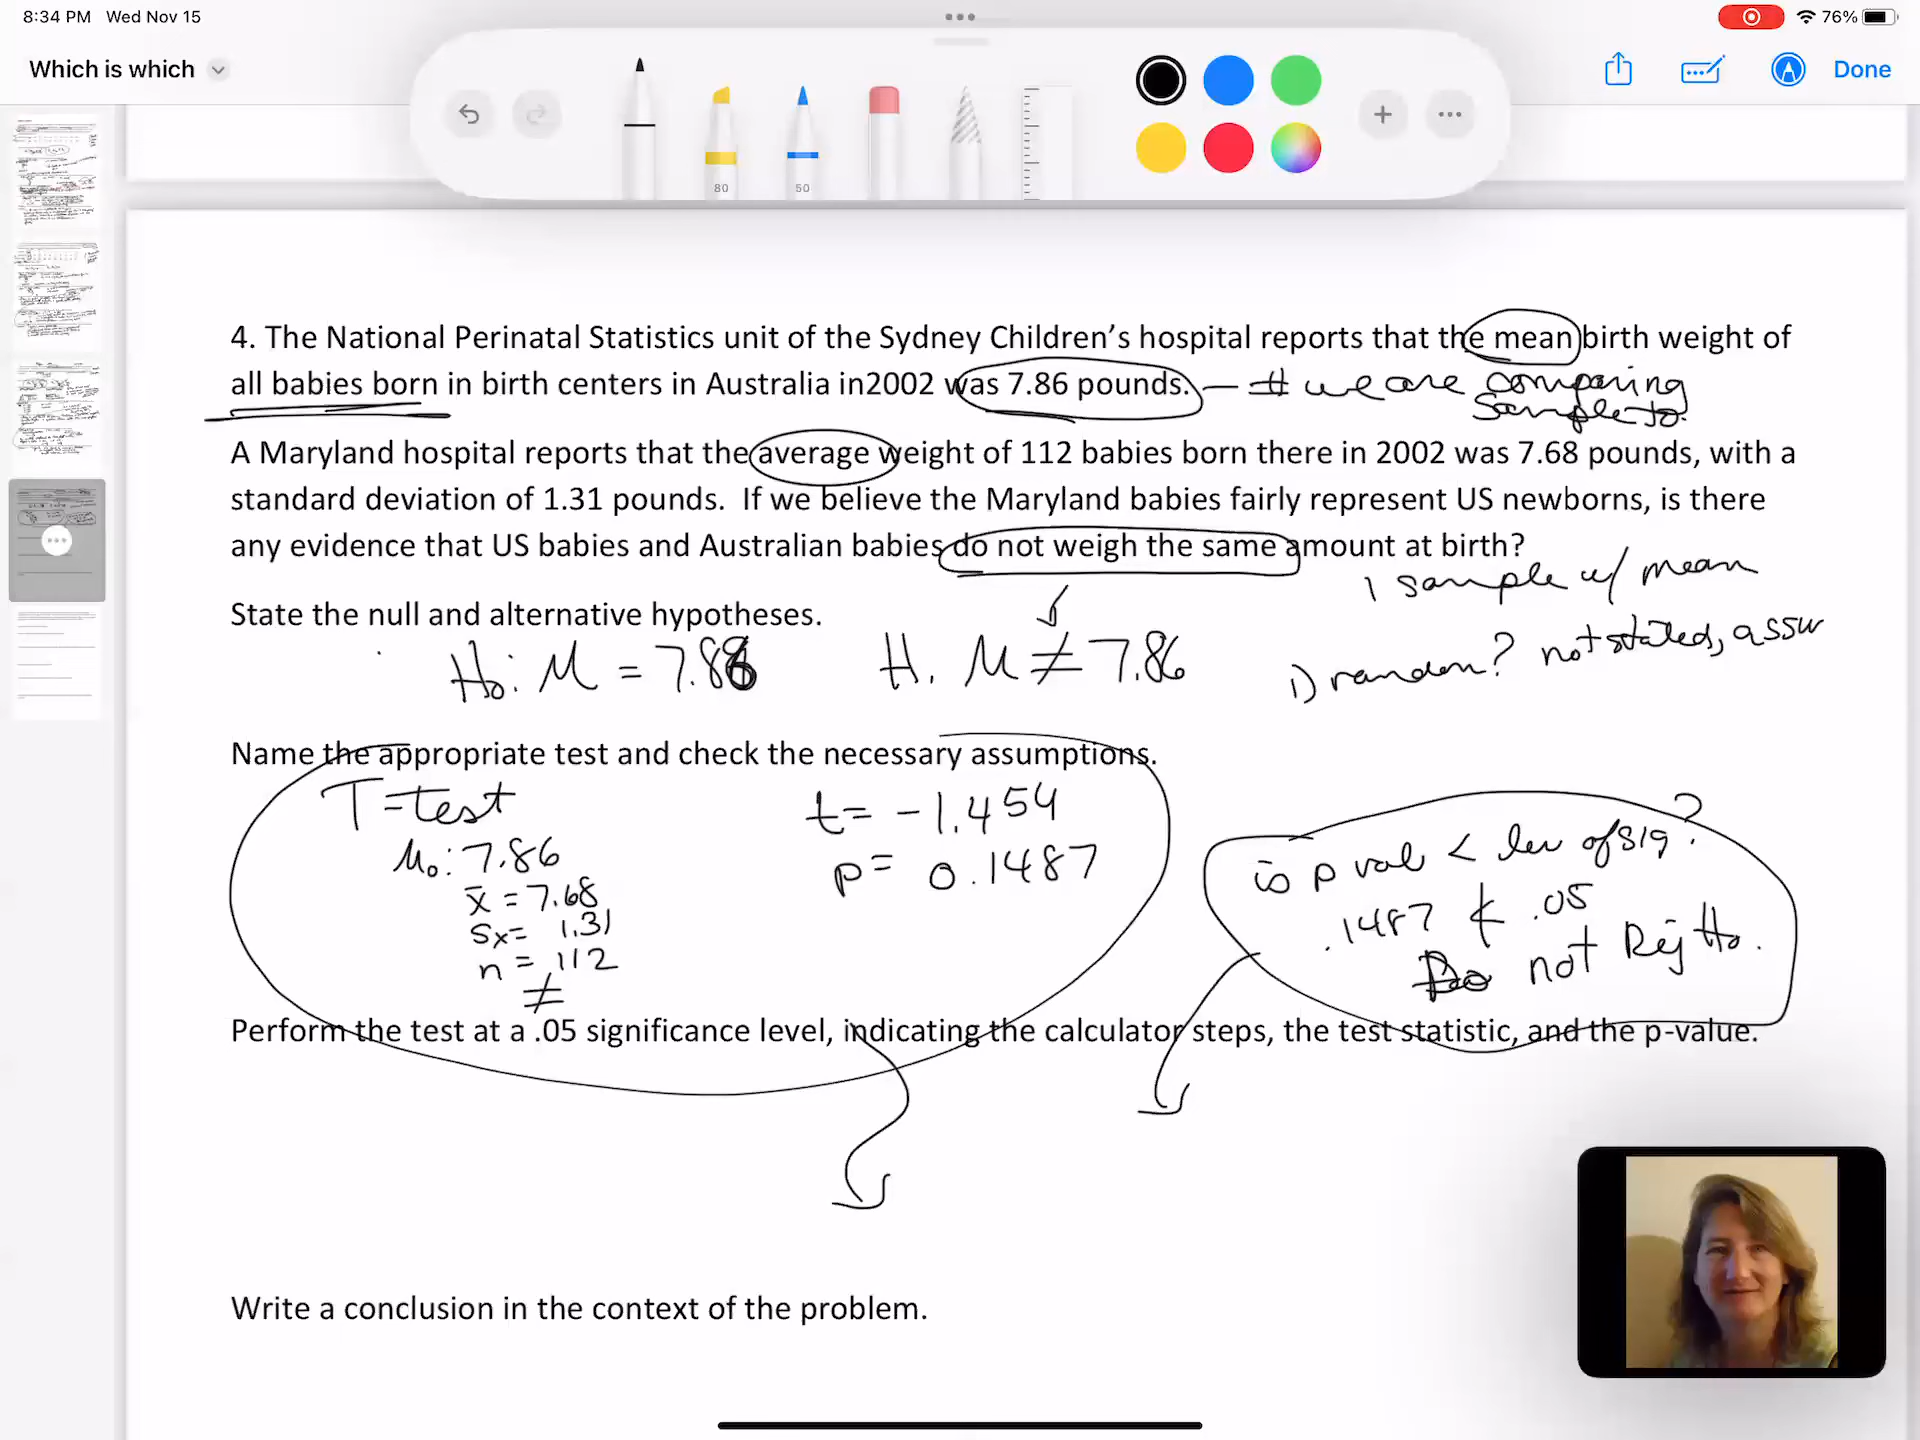 8:34 PM Wed Nov 15
76%
Which is which
Done
80
50
4. The National Perinatal Statistics unit of the Sydney Children's hospital reports that the mean birth weight of
all babies born in birth centers in Australia in2002 was 7.86 pounds. — # we are comparing
sample to.
A Maryland hospital reports that the average weight of 112 babies born there in 2002 was 7.68 pounds, with a
standard deviation of 1.31 pounds. If we believe the Maryland babies fairly represent US newborns, is there
any evidence that US babies and Australian babies do not weigh the same amount at birth?
1 sample w/ mean
State the null and alternative hypotheses.
H₀: M = 7.86 H. M ≠ 7.86
1) random? not stated, assu
Name the appropriate test and check the necessary assumptions.
T-test t = -1.454
M₀: 7.86 p = 0.1487
x̄ = 7.68
Sx = 1.31
n = 112
≠
is p val < lev of sig?
.1487 ≮ .05
Do not Rej H₀.
Perform the test at a .05 significance level, indicating the calculator steps, the test statistic, and the p-value.
Write a conclusion in the context of the problem.